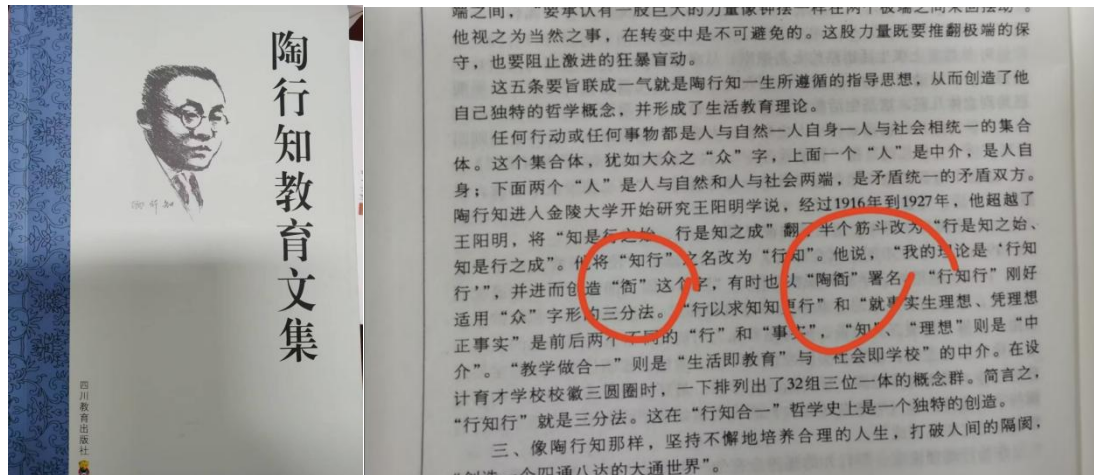 陶行知教育文集
四川教育出版社
端之间，“要承认有一股巨大的力量像钟摆一样在两个极端之间来回摆动”。
他视之为当然之事，在转变中是不可避免的。这股力量既要推翻极端的保
守，也要阻止激进的狂暴盲动。
这五条要旨联成一气就是陶行知一生所遵循的指导思想，从而创造了他
自己独特的哲学概念，并形成了生活教育理论。
任何行动或任何事物都是人与自然一人自身一人与社会相统一的集合
体。这个集合体，犹如大众之“众”字，上面一个“人”是中介，是人自
身；下面两个“人”是人与自然和人与社会两端，是矛盾统一的矛盾双方。
陶行知进入金陵大学开始研究王阳明学说，经过1916年到1927年，他超越了
王阳明，将“知是行之始，行是知之成”翻了半个筋斗改为“行是知之始、
知是行之成”。他将“知行”之名改为“行知”。他说，“我的理论是‘行知
行’”，并进而创造“”这个字，有时也以“陶”署名，“行知行”刚好
适用“众”字形的三分法。“行以求知知更行”和“就事实生理想、凭理想
正事实”是前后两个不同的“行”和“事实”，“知”、“理想”则是“中
介”。“教学做合一”则是“生活即教育”与“社会即学校”的中介。在设
计育才学校校徽三圆圈时，一下排列出了32组三位一体的概念群。简言之，
“行知行”就是三分法。这在“行知合一”哲学史上是一个独特的创造。
三、像陶行知那样，坚持不懈地培养合理的人生，打破人间的隔阂，
“创造一个四通八达的大通世界”。